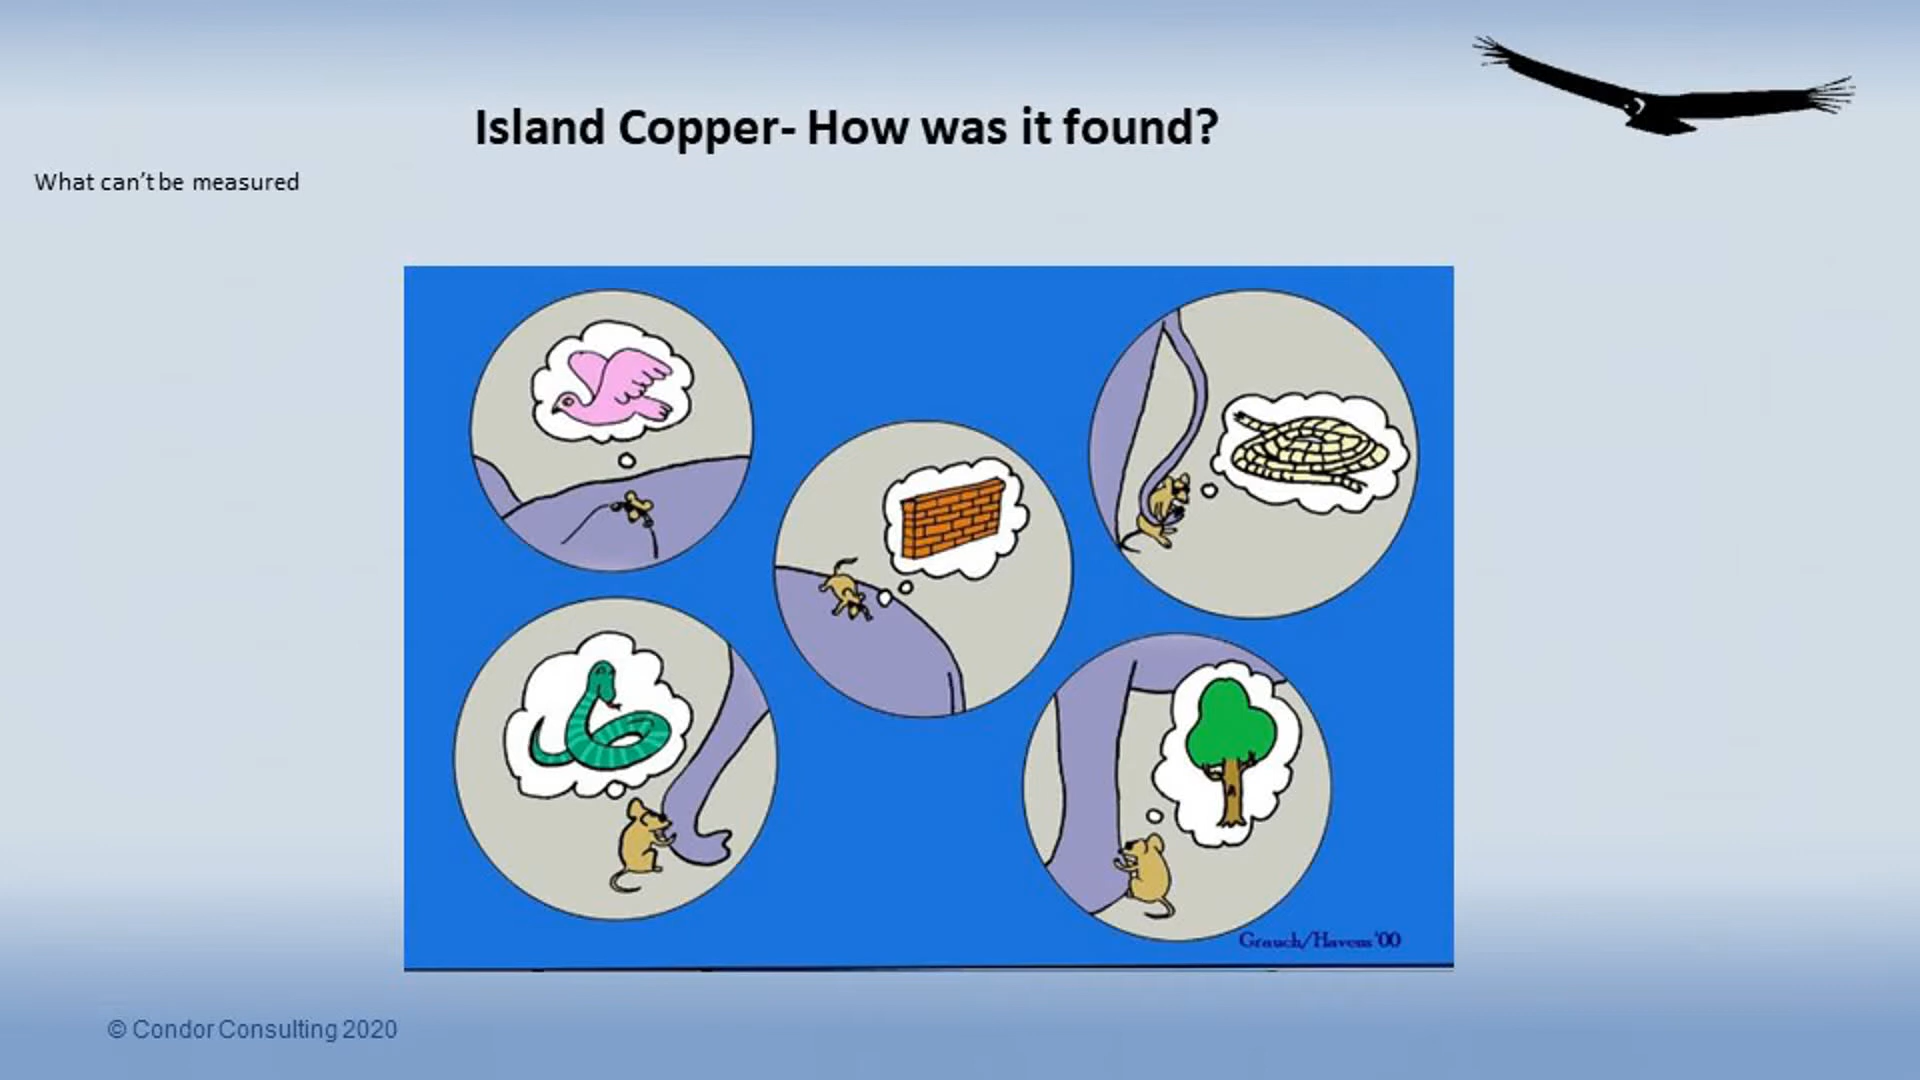 Island Copper- How was it found?
What can't be measured
Grauch/Havens'00
© Condor Consulting 2020